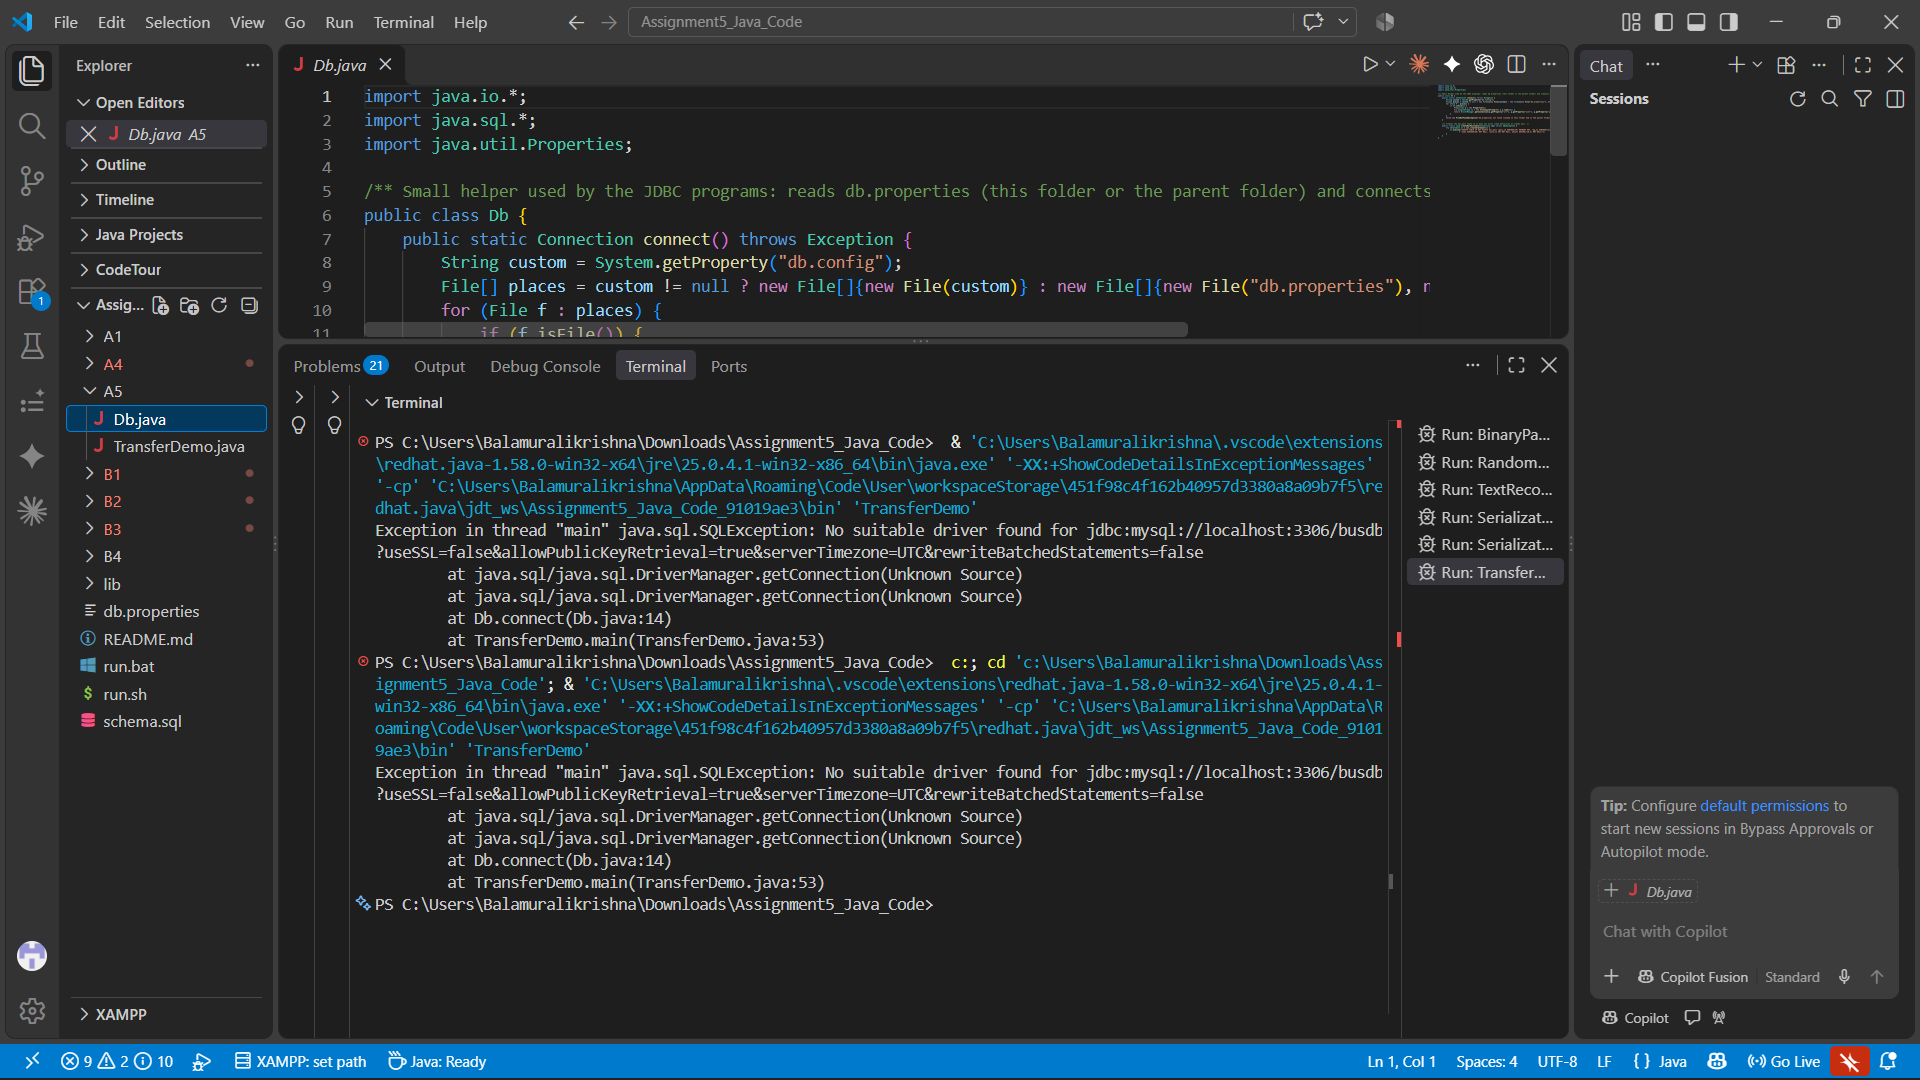 File Edit Selection View Go Run Terminal Help
Assignment5_Java_Code
Explorer
Open Editors
Db.java A5
Outline
Timeline
Java Projects
CodeTour
Assig...
A1
A4
A5
Db.java
TransferDemo.java
B1
B2
B3
B4
lib
db.properties
README.md
run.bat
run.sh
schema.sql
XAMPP
1
Db.java
1 import java.io.*;
2 import java.sql.*;
3 import java.util.Properties;
4
5 /** Small helper used by the JDBC programs: reads db.properties (this folder or the parent folder) and connects
6 public class Db {
7 public static Connection connect() throws Exception {
8 String custom = System.getProperty("db.config");
9 File[] places = custom != null ? new File[]{new File(custom)} : new File[]{new File("db.properties"), n
10 for (File f : places) {
11 if (f.isFile()) {
Problems 21 Output Debug Console Terminal Ports
Terminal
PS C:\Users\Balamuralikrishna\Downloads\Assignment5_Java_Code> & 'C:\Users\Balamuralikrishna\.vscode\extensions
\redhat.java-1.58.0-win32-x64\jre\25.0.4.1-win32-x86_64\bin\java.exe' '-XX:+ShowCodeDetailsInExceptionMessages'
'-cp' 'C:\Users\Balamuralikrishna\AppData\Roaming\Code\User\workspaceStorage\451f98c4f162b40957d3380a8a09b7f5\re
dhat.java\jdt_ws\Assignment5_Java_Code_91019ae3\bin' 'TransferDemo'
Exception in thread "main" java.sql.SQLException: No suitable driver found for jdbc:mysql://localhost:3306/busdb
?useSSL=false&allowPublicKeyRetrieval=true&serverTimezone=UTC&rewriteBatchedStatements=false
at java.sql/java.sql.DriverManager.getConnection(Unknown Source)
at java.sql/java.sql.DriverManager.getConnection(Unknown Source)
at Db.connect(Db.java:14)
at TransferDemo.main(TransferDemo.java:53)
PS C:\Users\Balamuralikrishna\Downloads\Assignment5_Java_Code> c:; cd 'c:\Users\Balamuralikrishna\Downloads\Ass
ignment5_Java_Code'; & 'C:\Users\Balamuralikrishna\.vscode\extensions\redhat.java-1.58.0-win32-x64\jre\25.0.4.1-
win32-x86_64\bin\java.exe' '-XX:+ShowCodeDetailsInExceptionMessages' '-cp' 'C:\Users\Balamuralikrishna\AppData\R
oaming\Code\User\workspaceStorage\451f98c4f162b40957d3380a8a09b7f5\redhat.java\jdt_ws\Assignment5_Java_Code_9101
9ae3\bin' 'TransferDemo'
Exception in thread "main" java.sql.SQLException: No suitable driver found for jdbc:mysql://localhost:3306/busdb
?useSSL=false&allowPublicKeyRetrieval=true&serverTimezone=UTC&rewriteBatchedStatements=false
at java.sql/java.sql.DriverManager.getConnection(Unknown Source)
at java.sql/java.sql.DriverManager.getConnection(Unknown Source)
at Db.connect(Db.java:14)
at TransferDemo.main(TransferDemo.java:53)
PS C:\Users\Balamuralikrishna\Downloads\Assignment5_Java_Code>
Run: BinaryPa...
Run: Random...
Run: TextReco...
Run: Serializat...
Run: Serializat...
Run: Transfer...
Chat
Sessions
Tip: Configure default permissions to
start new sessions in Bypass Approvals or
Autopilot mode.
Db.java
Chat with Copilot
Copilot Fusion Standard
Copilot
9 2 10 XAMPP: set path Java: Ready Ln 1, Col 1 Spaces: 4 UTF-8 LF {} Java Go Live